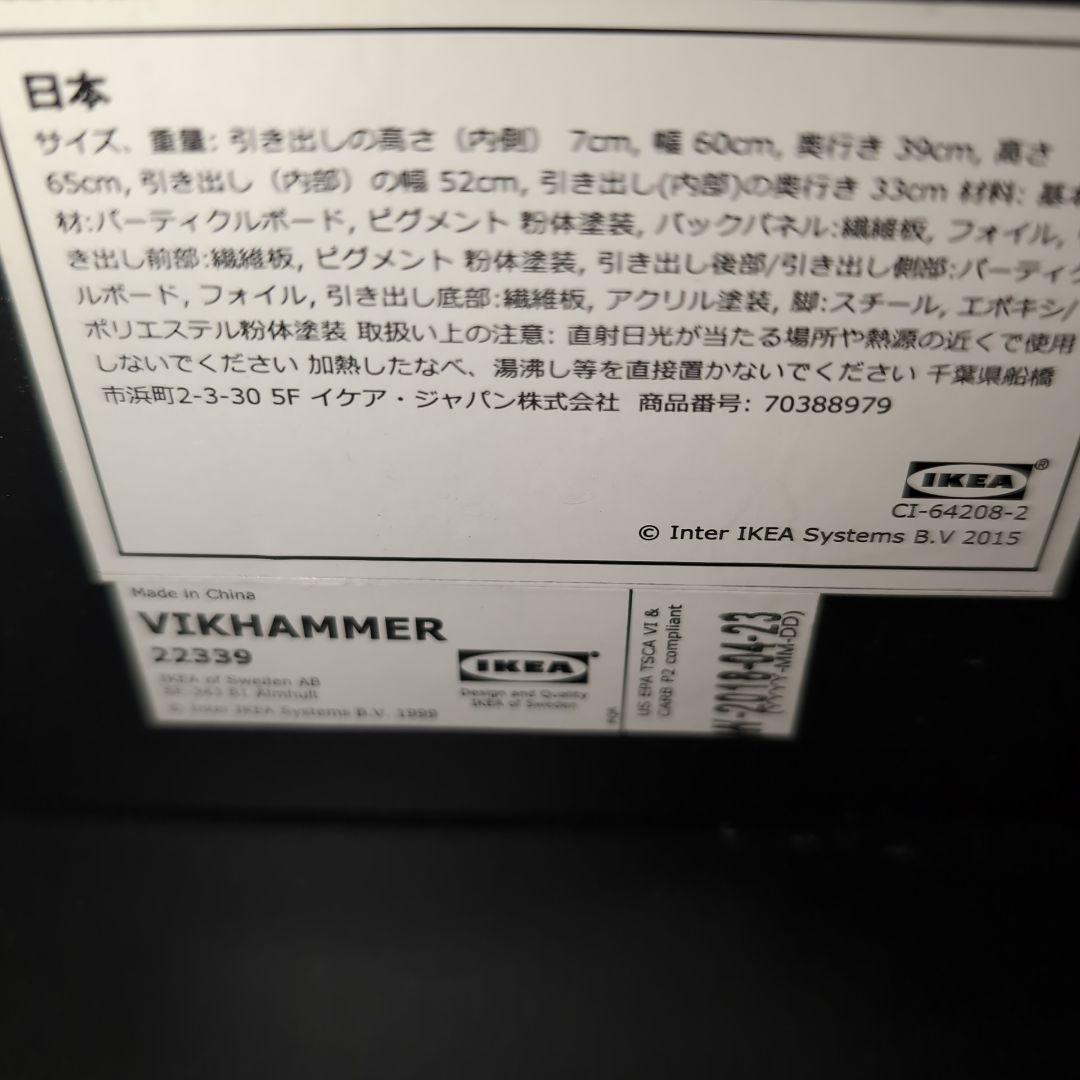 日本
サイズ、重量: 引き出しの高さ（内側） 7cm, 幅 60cm, 奥行き 39cm, 高さ
65cm, 引き出し（内部）の幅 52cm, 引き出し(内部)の奥行き 33cm 材料: 基本
材:パーティクルボード, ピグメント 粉体塗装, バックパネル:繊維板, フォイル,
き出し前部:繊維板, ピグメント 粉体塗装, 引き出し後部/引き出し側部:パーティク
ルボード, フォイル, 引き出し底部:繊維板, アクリル塗装, 脚:スチール, エポキシ/
ポリエステル粉体塗装 取扱い上の注意: 直射日光が当たる場所や熱源の近くで使用
しないでください 加熱したなべ、湯沸し等を直接置かないでください 千葉県船橋
市浜町2-3-30 5F イケア・ジャパン株式会社 商品番号: 70388979
IKEA®
CI-64208-2
© Inter IKEA Systems B.V 2015
Made in China
VIKHAMMER
22339
IKEA of Sweden AB
SE-343 81 Älmhult
© Inter IKEA Systems B.V. 1999
IKEA
Design and Quality
IKEA of Sweden
US EPA TSCA VI &
CARB P2 compliant
2018-04-23
(YYYY-MM-DD)